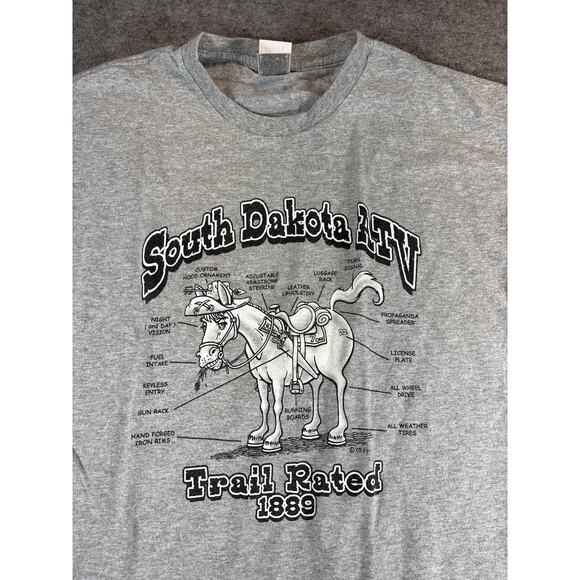 South Dakota ATV
CUSTOM
HOOD ORNAMENT
ADJUSTABLE
ARMSTRONG
STEERING
LEATHER
UPHOLSTERY
LUGGAGE
RACK
TURN
SIGNAL
NIGHT
(and DAY)
VISION
PROPAGANDA
SPREADER
FUEL
INTAKE
LICENSE
PLATE
KEYLESS
ENTRY
ALL WHEEL
DRIVE
GUN RACK
RUNNING
BOARDS
HAND FORGED
IRON RIMS
ALL WEATHER
TIRES
Trail Rated
1889